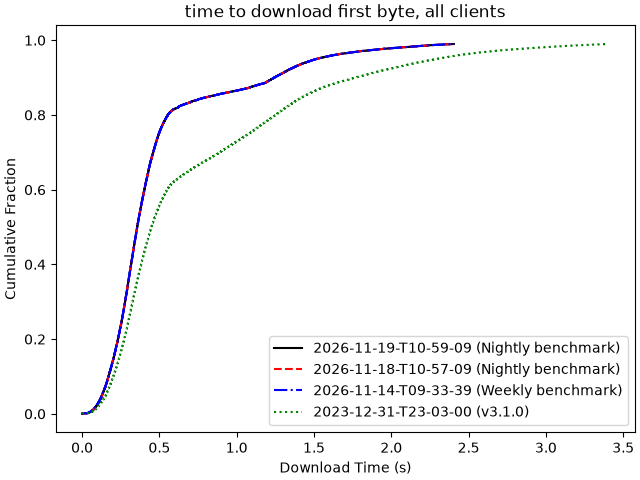 time to download first byte, all clients
1.0
0.8
0.6
0.4
0.2
0.0
Cumulative Fraction
2026-11-19-T10-59-09 (Nightly benchmark)
2026-11-18-T10-57-09 (Nightly benchmark)
2026-11-14-T09-33-39 (Weekly benchmark)
2023-12-31-T23-03-00 (v3.1.0)
0.0 0.5 1.0 1.5 2.0 2.5 3.0 3.5
Download Time (s)